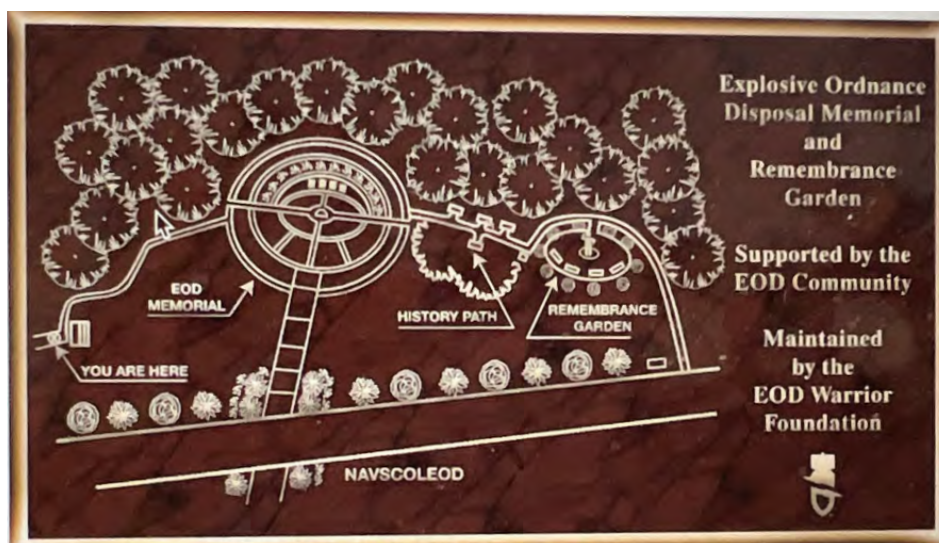 Explosive Ordnance
Disposal Memorial
and
Remembrance
Garden
Supported by the
EOD Community
Maintained
by the
EOD Warrior
Foundation
EOD
MEMORIAL
HISTORY PATH
REMEMBRANCE
GARDEN
YOU ARE HERE
NAVSCOLEOD